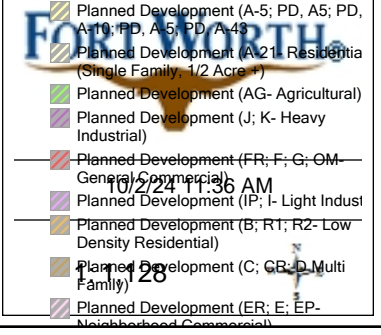 Planned Development (A-5; PD, A5; PD,
A-10; PD, A-5; PD, A-43
FORT WORTH®
Planned Development (A-21- Residentia
(Single Family, 1/2 Acre +)
Planned Development (AG- Agricultural)
Planned Development (J; K- Heavy
Industrial)
Planned Development (FR; F; G; OM-
General Commercial)
10/2/24 11:36 AM
Planned Development (IP; I- Light Indust
Planned Development (B; R1; R2- Low
Density Residential)
Planned Development (C; CR; D Multi
Family)
1: 1,128
N
Planned Development (ER; E; EP-
Neighborhood Commercial)